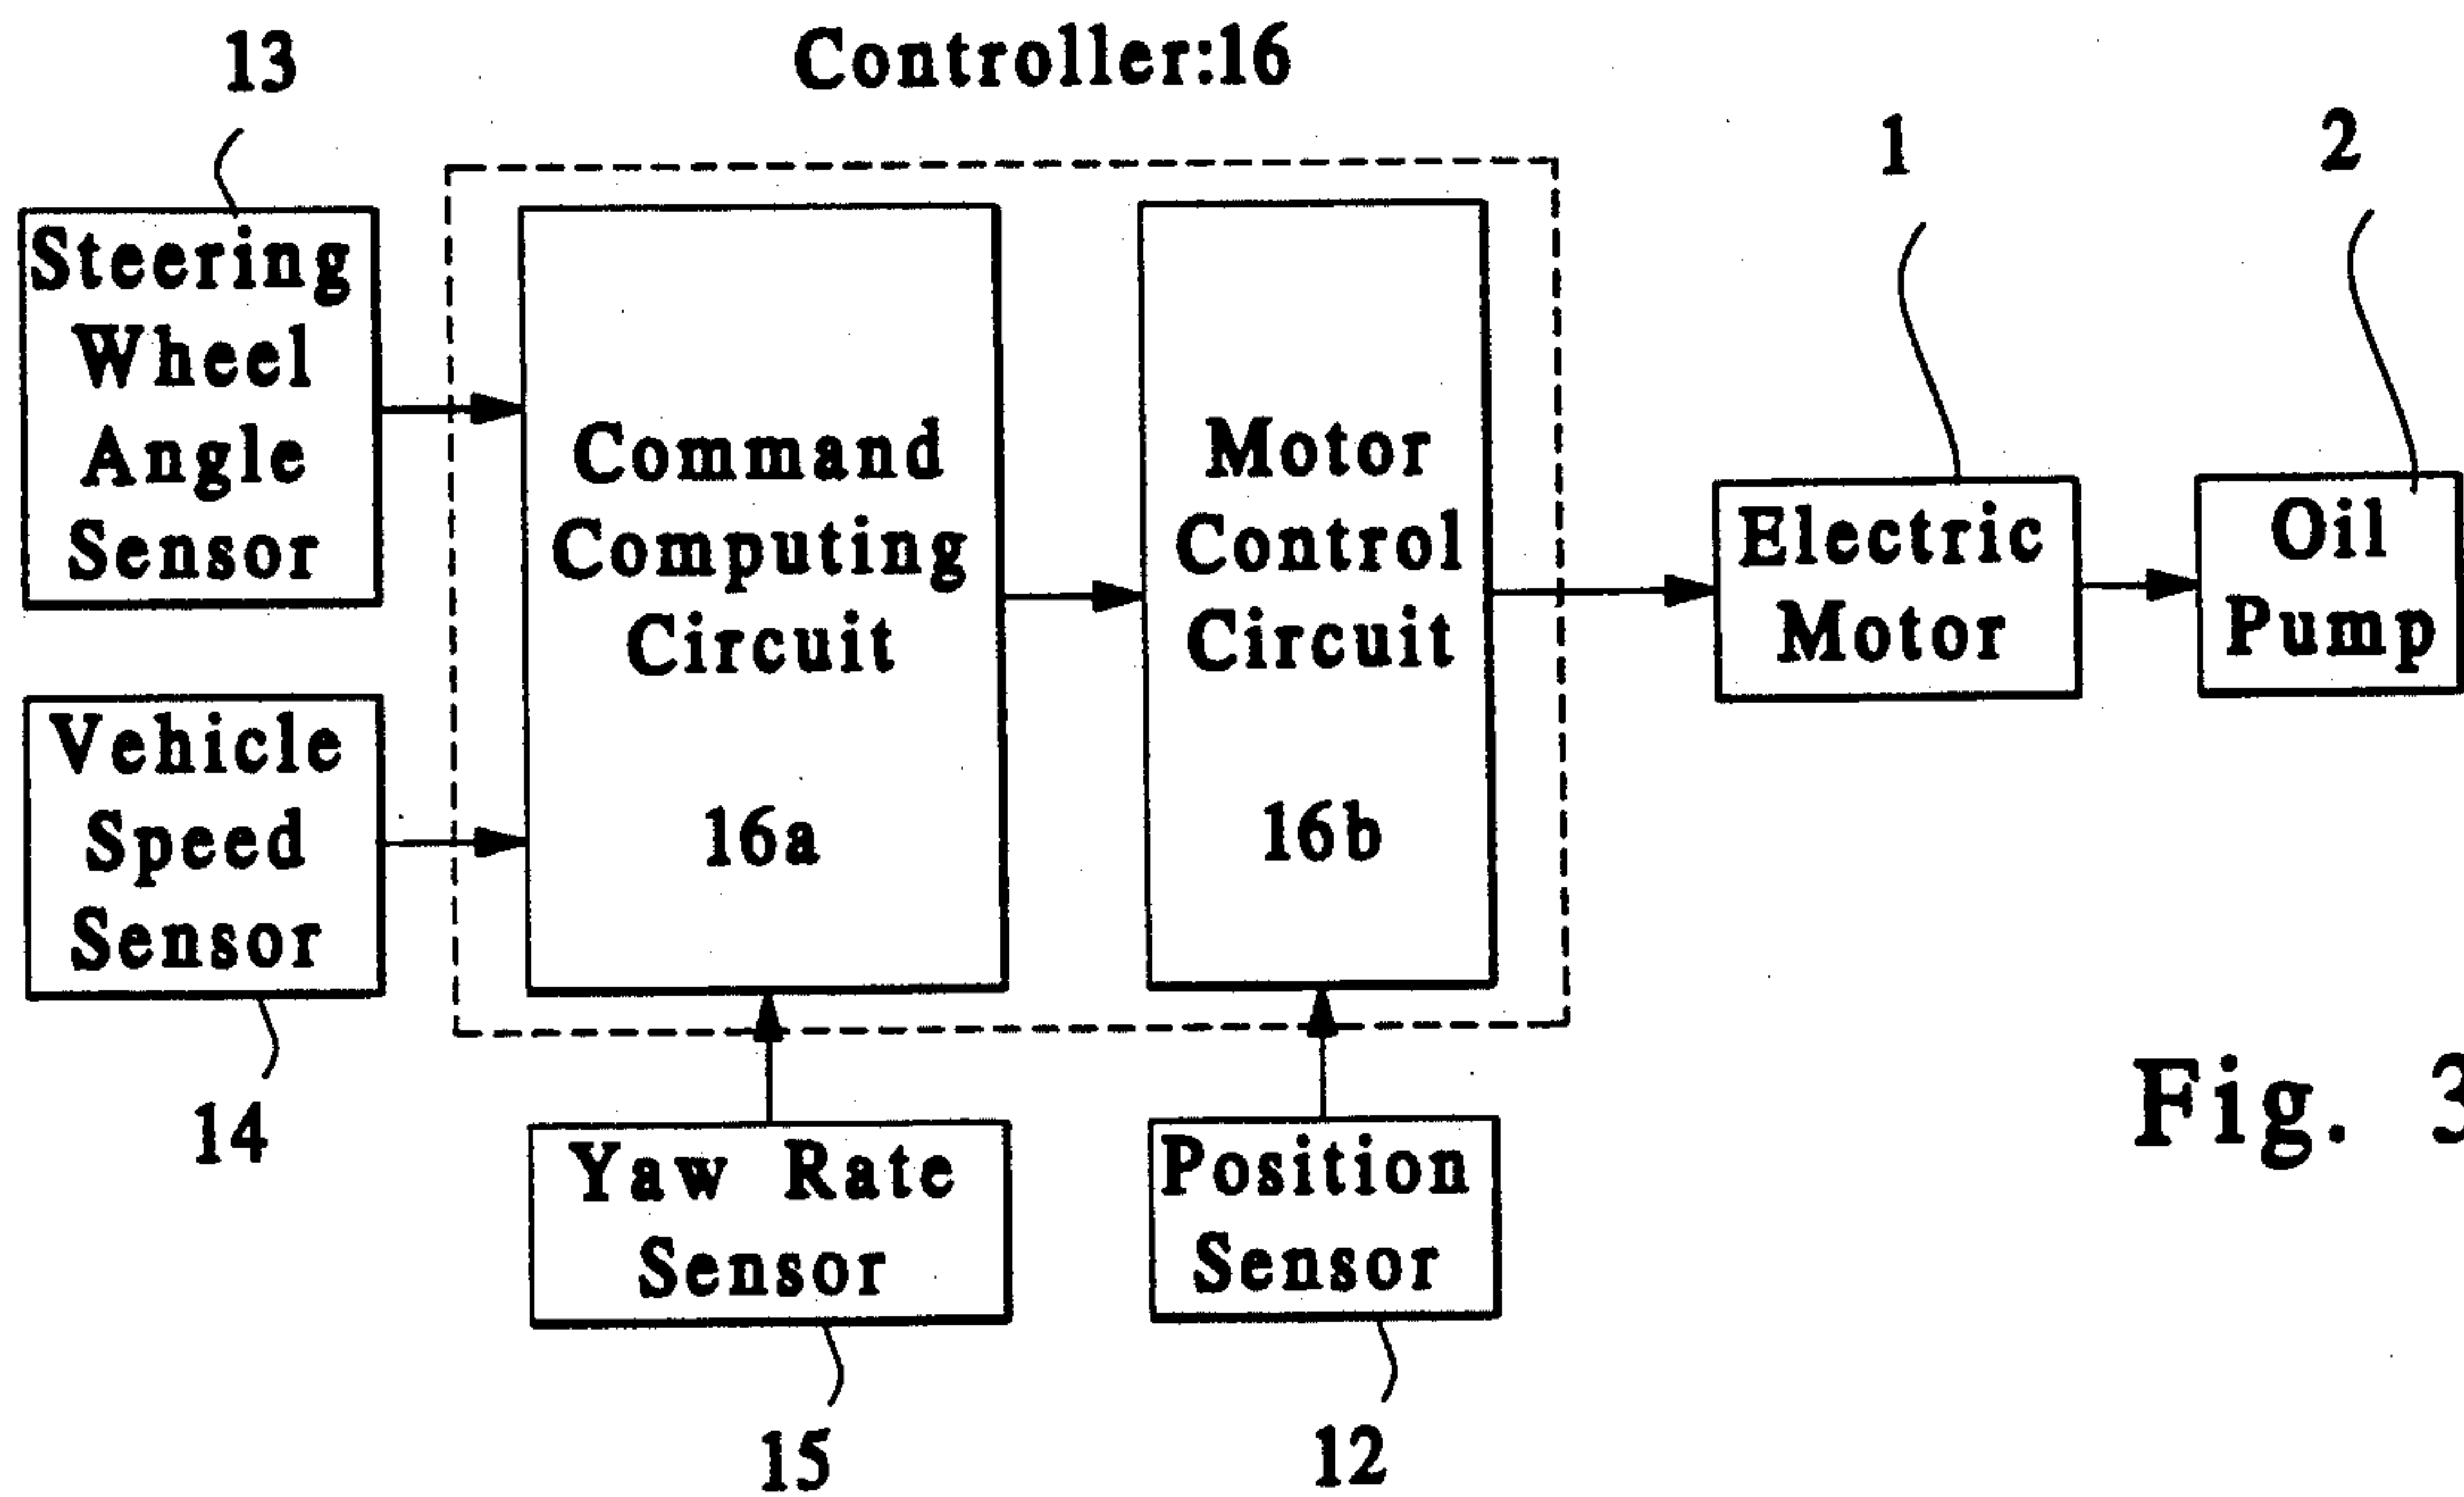 13
Controller:16
1
2
Steering
Wheel
Angle
Sensor
Command
Computing
Circuit
16a
Motor
Control
Circuit
16b
Electric
Motor
Oil
Pump
Vehicle
Speed
Sensor
14
Yaw Rate
Sensor
15
Position
Sensor
12
Fig. 3